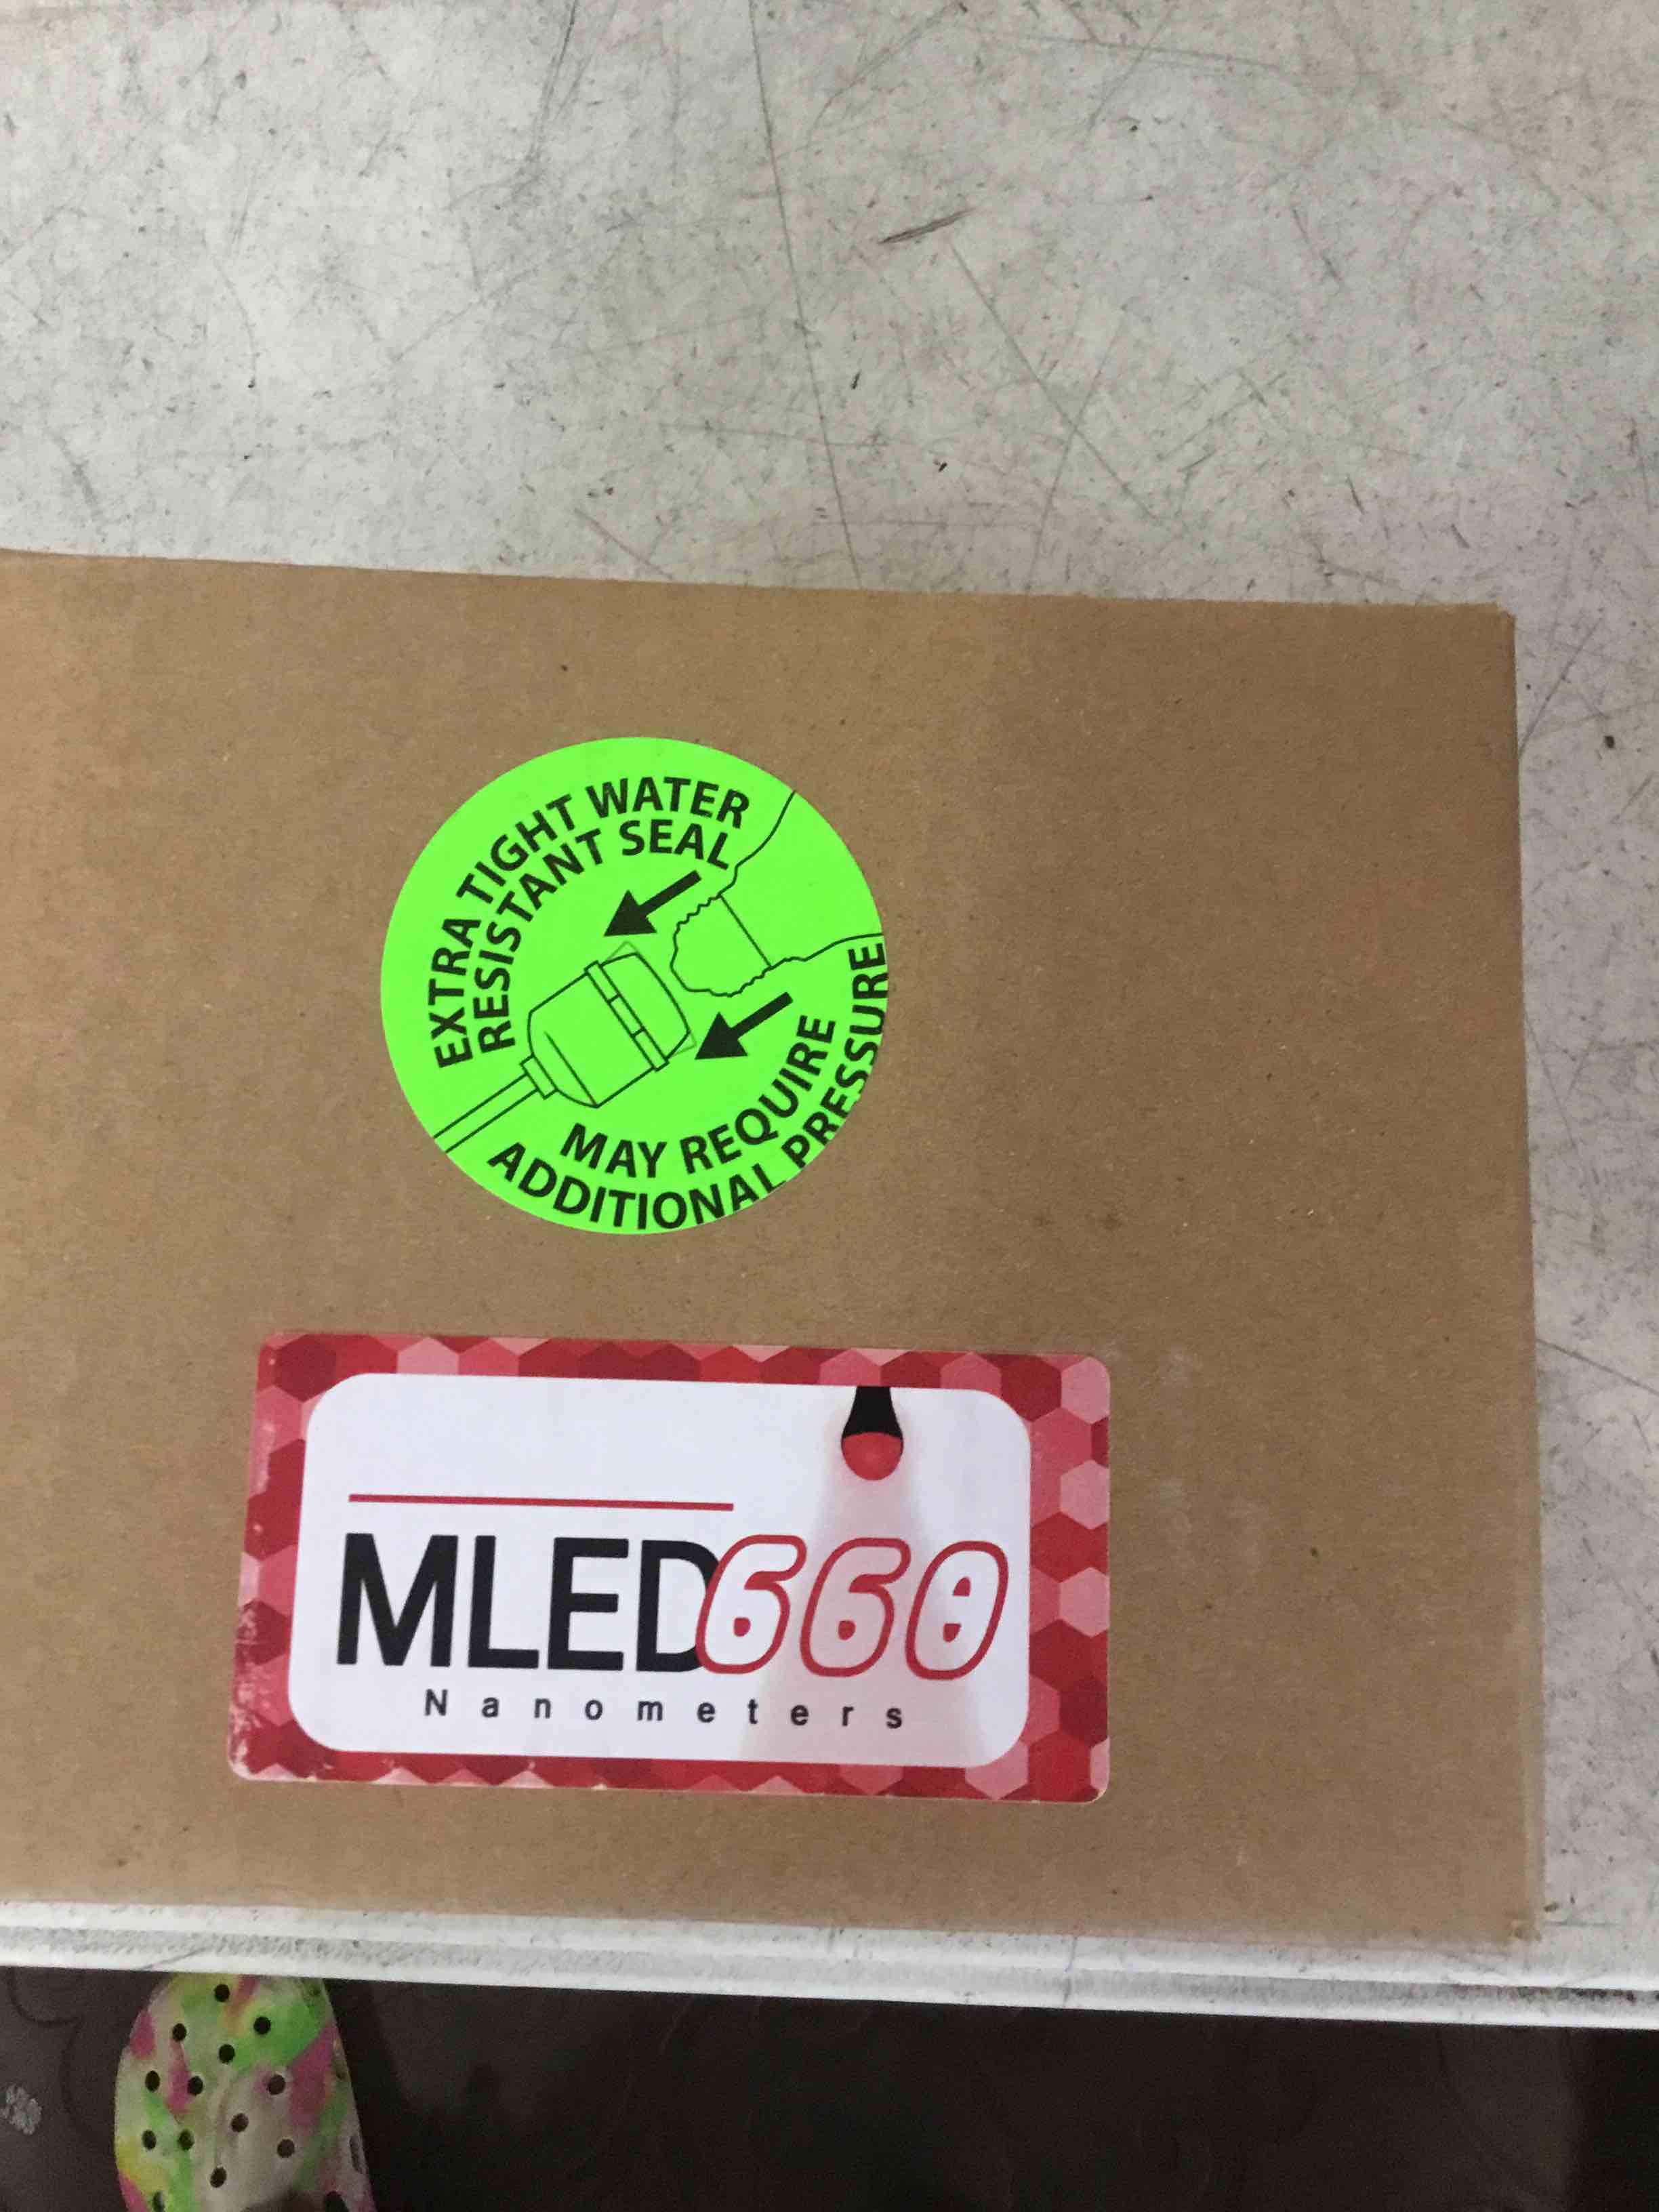 EXTRA TIGHT WATER
RESISTANT SEAL
MAY REQUIRE
ADDITIONAL PRESSURE
MLED660
Nanometers